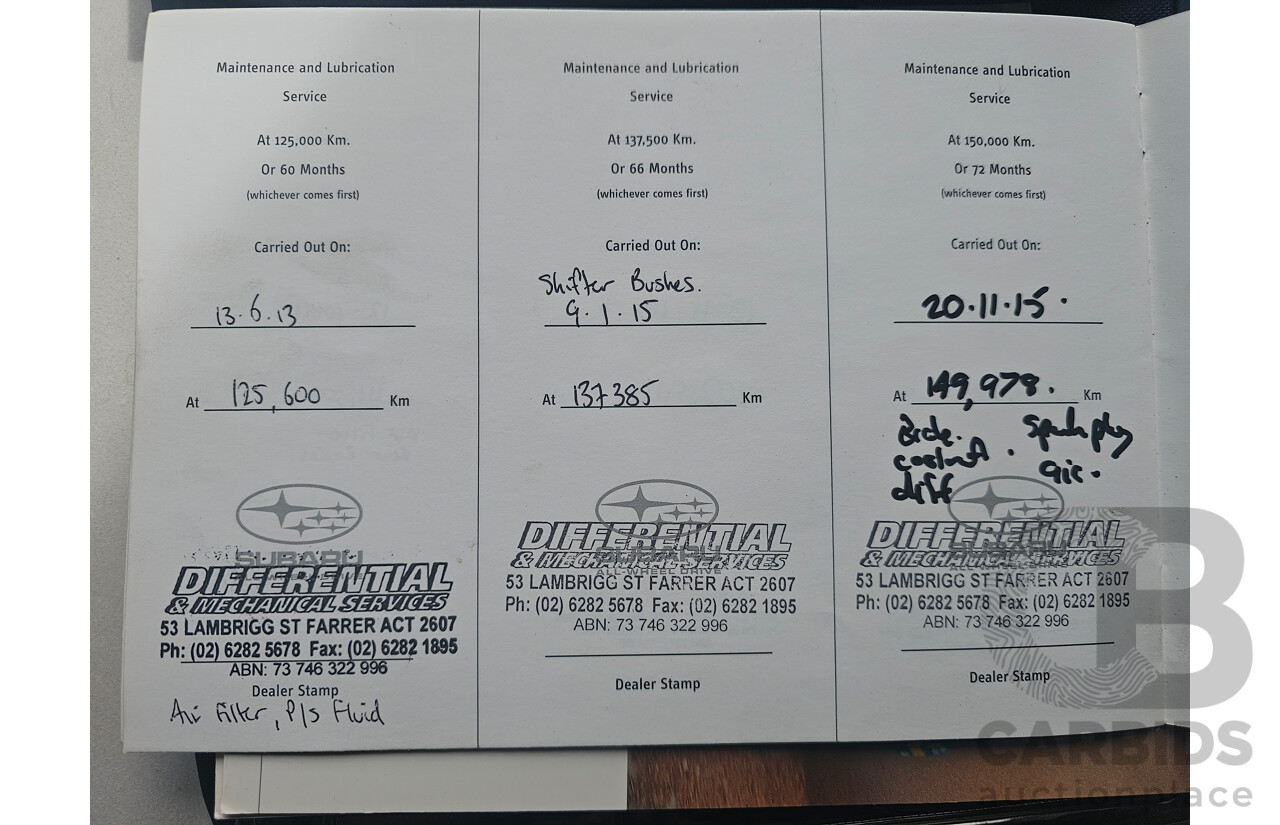 Maintenance and Lubrication
Service
At 125,000 Km.
Or 60 Months
(whichever comes first)
Carried Out On:
13.6.13
At 125,600 Km
SUBARU
DIFFERENTIAL
& MECHANICAL SERVICES
53 LAMBRIGG ST FARRER ACT 2607
Ph: (02) 6282 5678 Fax: (02) 6282 1895
ABN: 73 746 322 996
Dealer Stamp
Air Filter, P/s Fluid
Maintenance and Lubrication
Service
At 137,500 Km.
Or 66 Months
(whichever comes first)
Carried Out On:
Shifter Bushes.
9.1.15
At 137385 Km
SUBARU
DIFFERENTIAL
& MECHANICAL SERVICES
ALL-WHEEL DRIVE
53 LAMBRIGG ST FARRER ACT 2607
Ph: (02) 6282 5678 Fax: (02) 6282 1895
ABN: 73 746 322 996
Dealer Stamp
Maintenance and Lubrication
Service
At 150,000 Km.
Or 72 Months
(whichever comes first)
Carried Out On:
20.11.15.
At 149,978. Km
Spark plug
coolant. air.
diff
SUBARU
DIFFERENTIAL
& MECHANICAL SERVICES
53 LAMBRIGG ST FARRER ACT 2607
Ph: (02) 6282 5678 Fax: (02) 6282 1895
ABN: 73 746 322 996
Dealer Stamp
B
CARBIDS
auctionplace